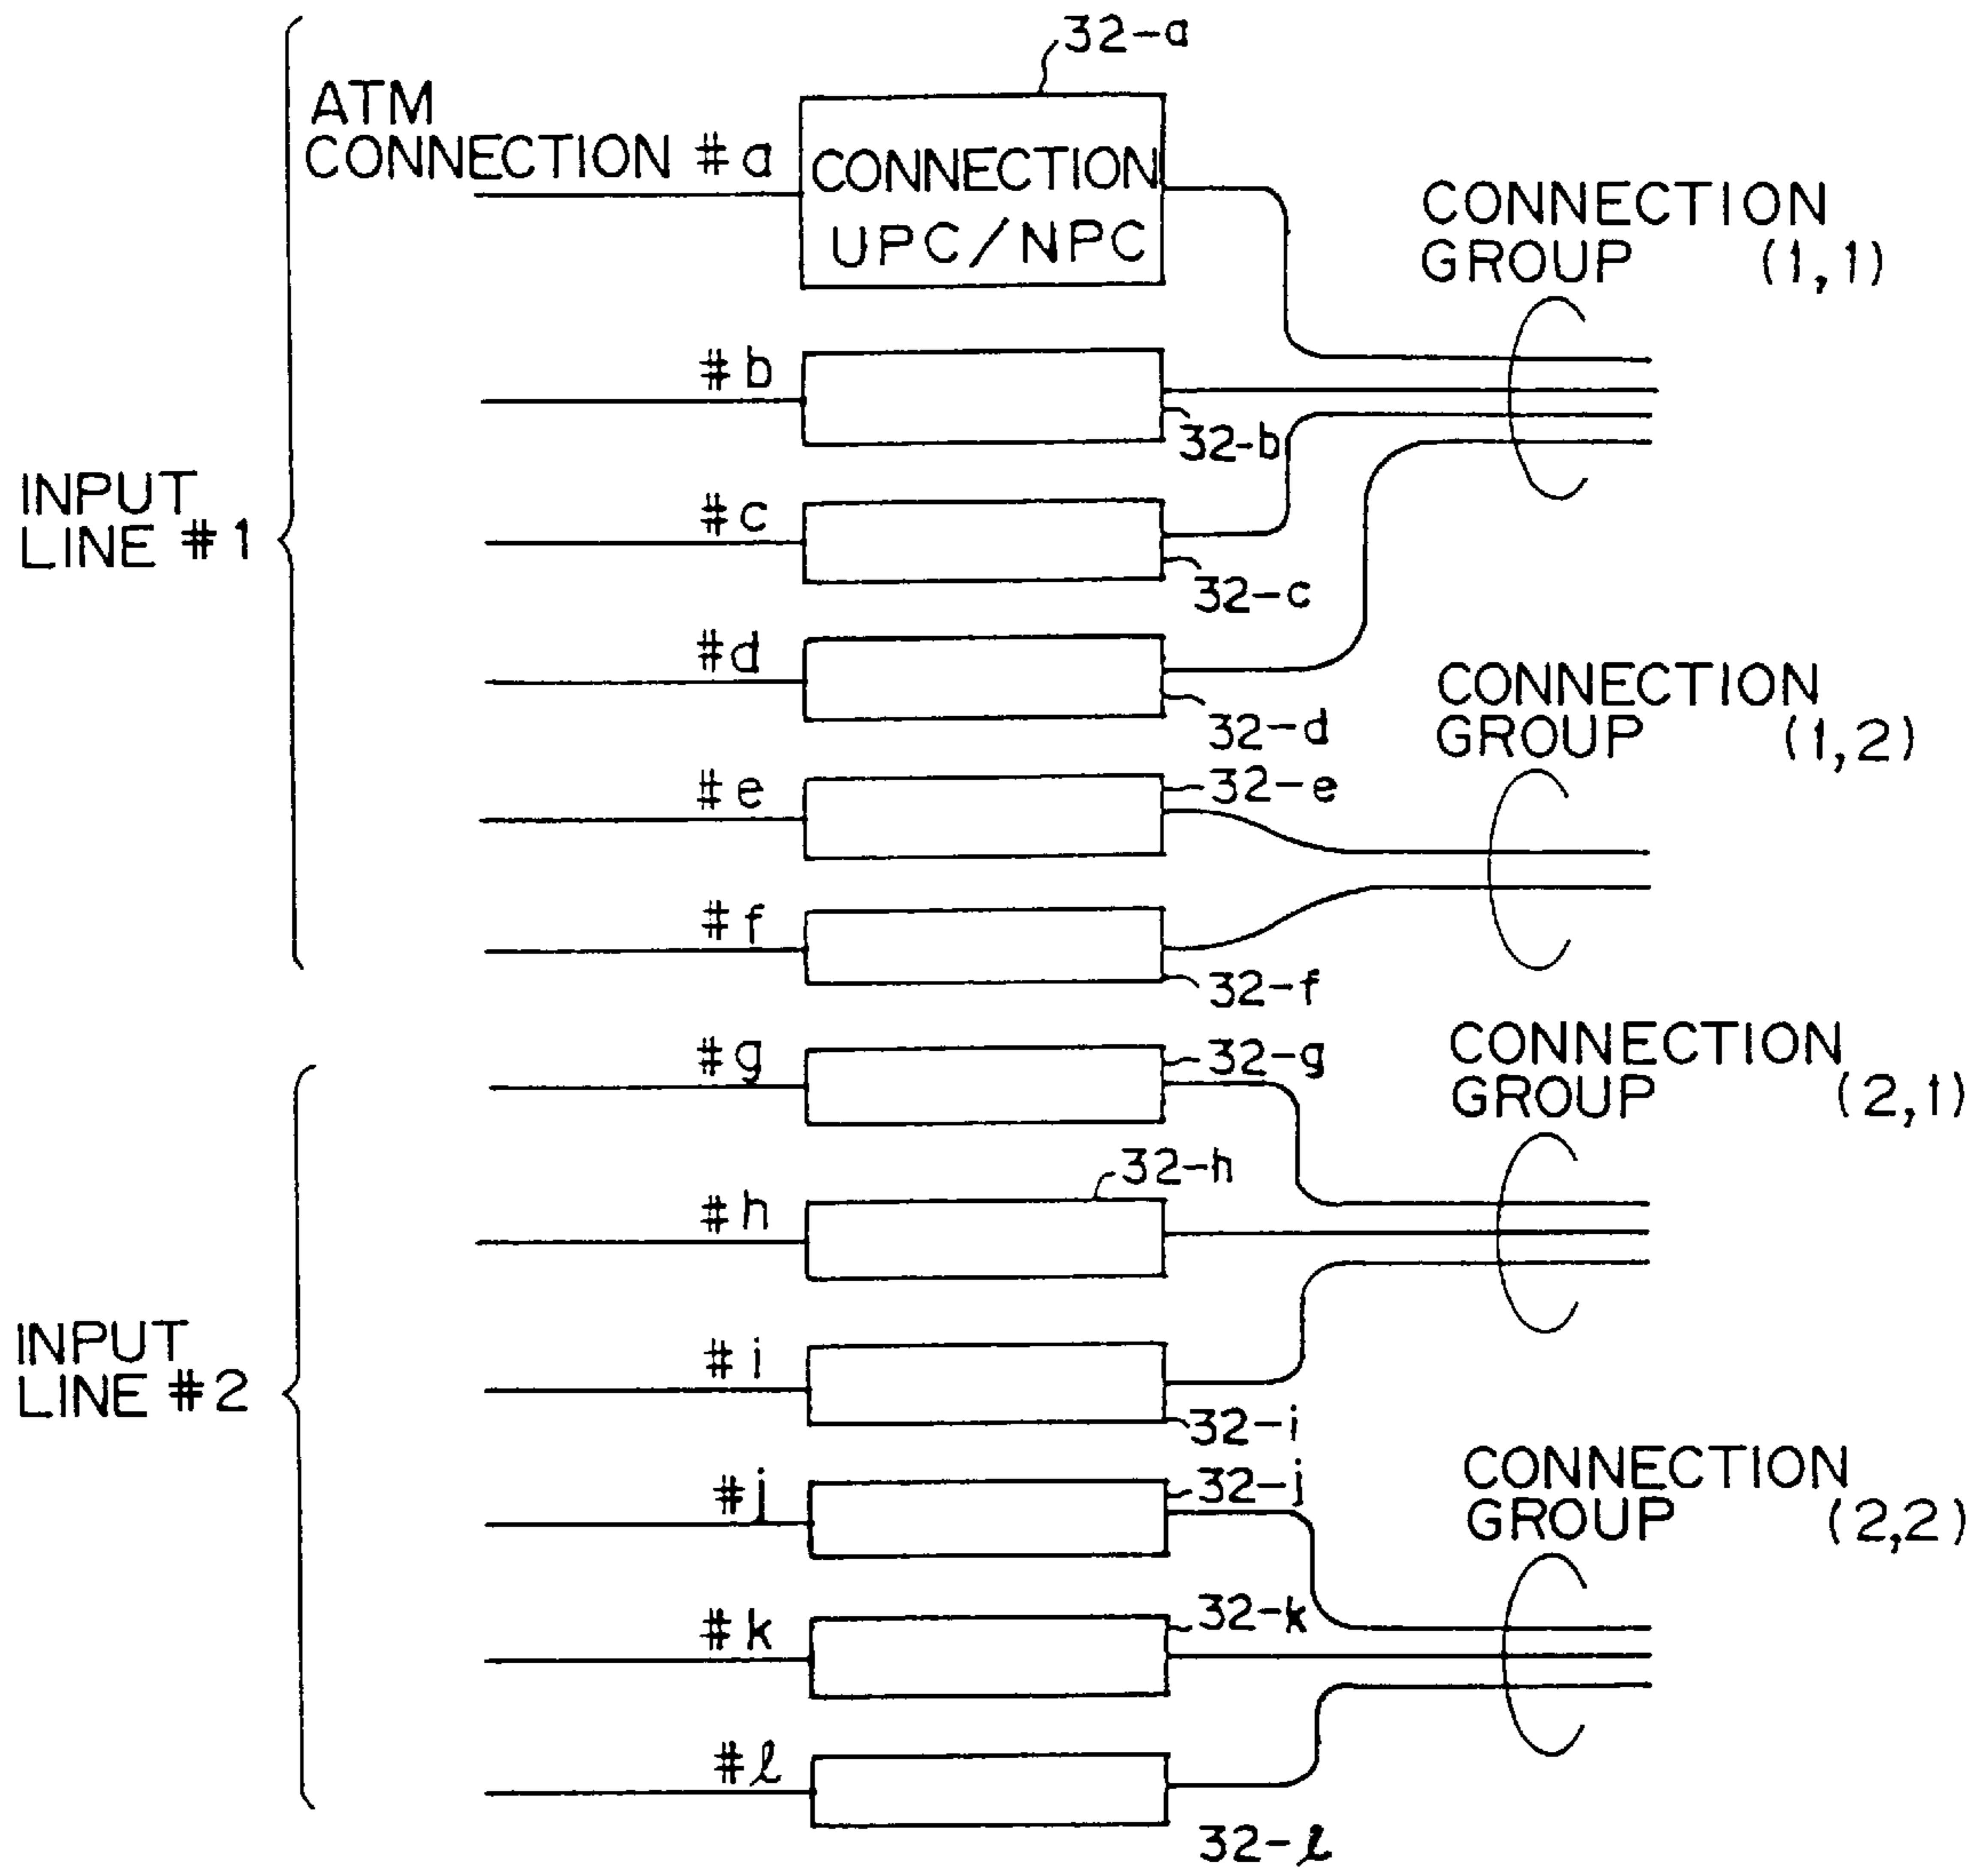 32-a
ATM
CONNECTION #a
CONNECTION
UPC/NPC
CONNECTION
GROUP (1,1)
#b
32-b
INPUT
LINE #1
#c
32-c
#d
32-d
CONNECTION
GROUP (1,2)
#e
32-e
#f
32-f
#g
32-g
CONNECTION
GROUP (2,1)
#h
32-h
INPUT
LINE #2
#i
32-i
#j
32-j
CONNECTION
GROUP (2,2)
#k
32-k
#l
32-l